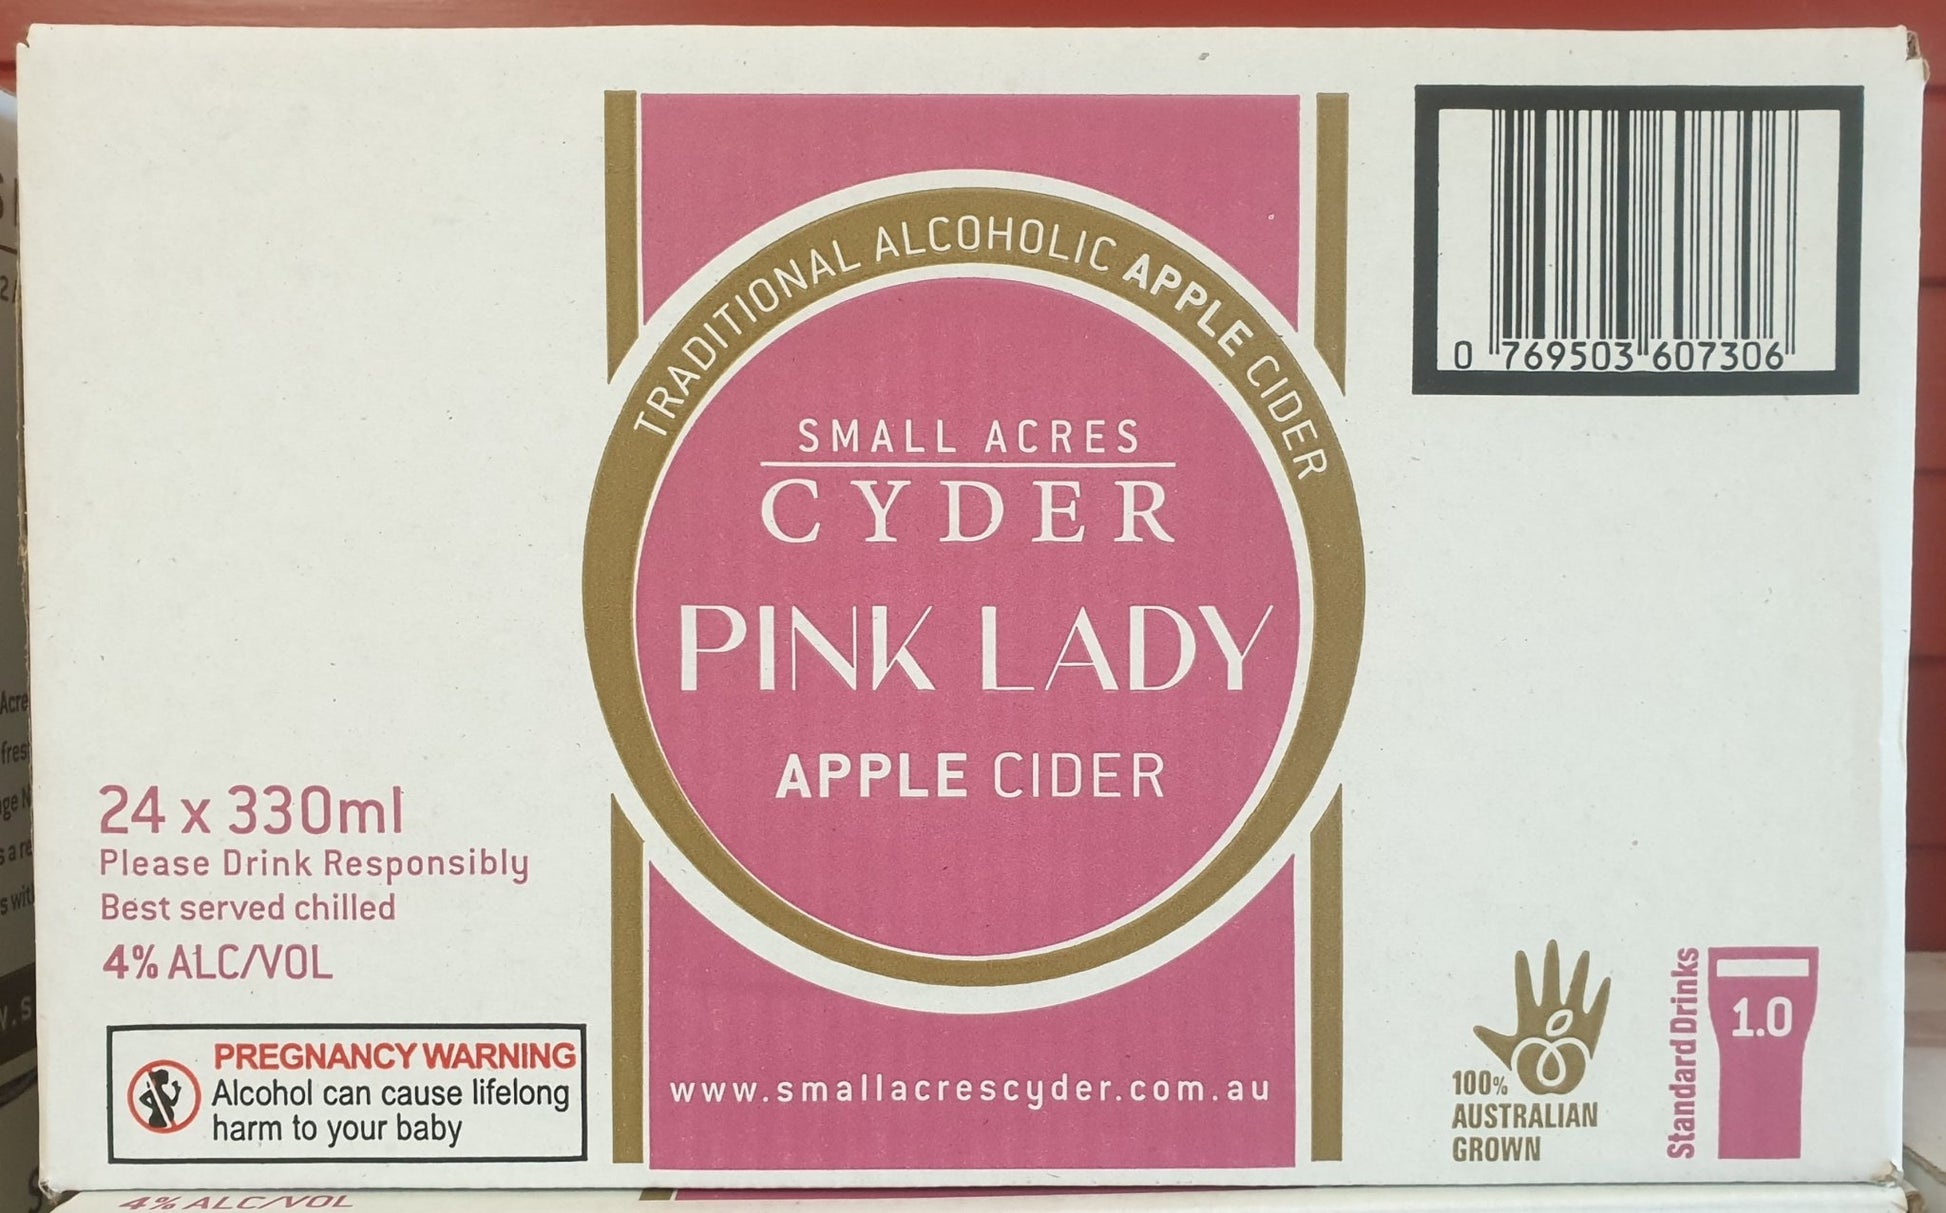 TRADITIONAL ALCOHOLIC APPLE CIDER
SMALL ACRES
CYDER
PINK LADY
APPLE CIDER
www.smallacrescyder.com.au
0 769503 607306
24 x 330ml
Please Drink Responsibly
Best served chilled
4% ALC/VOL
PREGNANCY WARNING
Alcohol can cause lifelong
harm to your baby
100%
AUSTRALIAN
GROWN
Standard Drinks
1.0
4% ALC/VOL